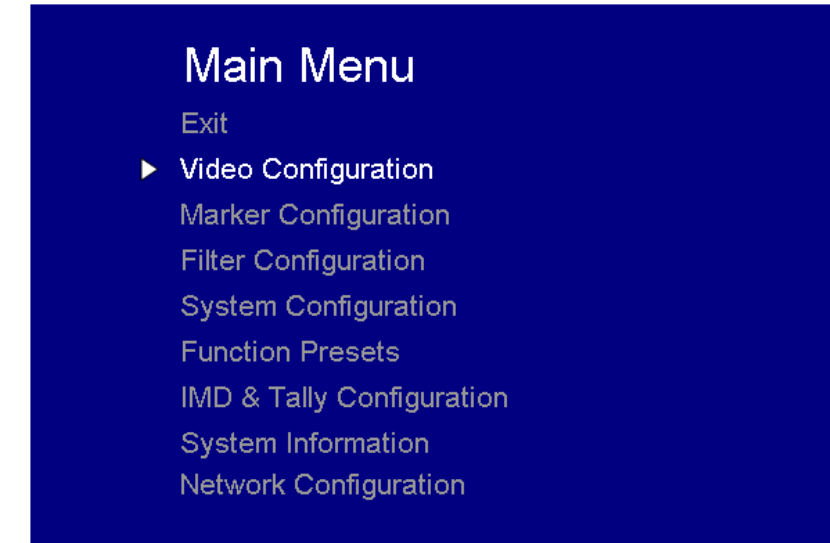 Main Menu
Exit
Video Configuration
Marker Configuration
Filter Configuration
System Configuration
Function Presets
IMD & Tally Configuration
System Information
Network Configuration